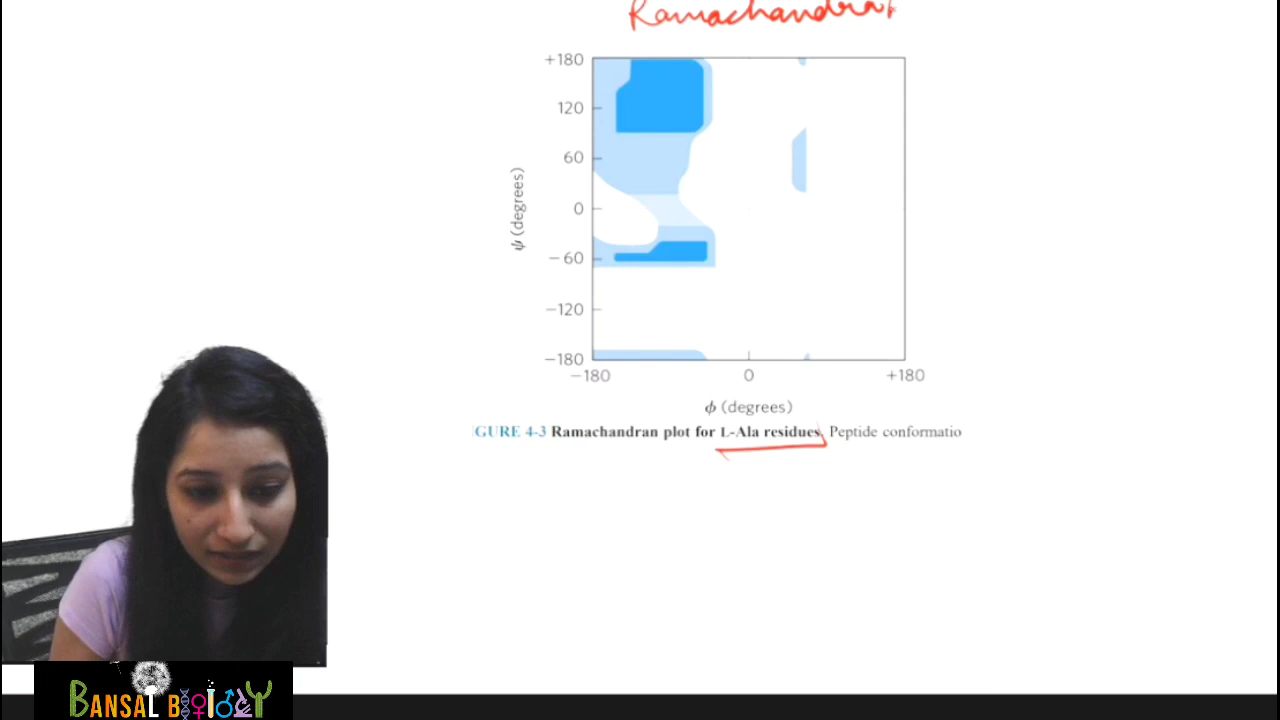 Ramachandra
+180
120
60
0
−60
−120
−180
ψ (degrees)
−180 0 +180
ϕ (degrees)
GURE 4-3 Ramachandran plot for L-Ala residues. Peptide conformatio
BANSAL BIOLOGY